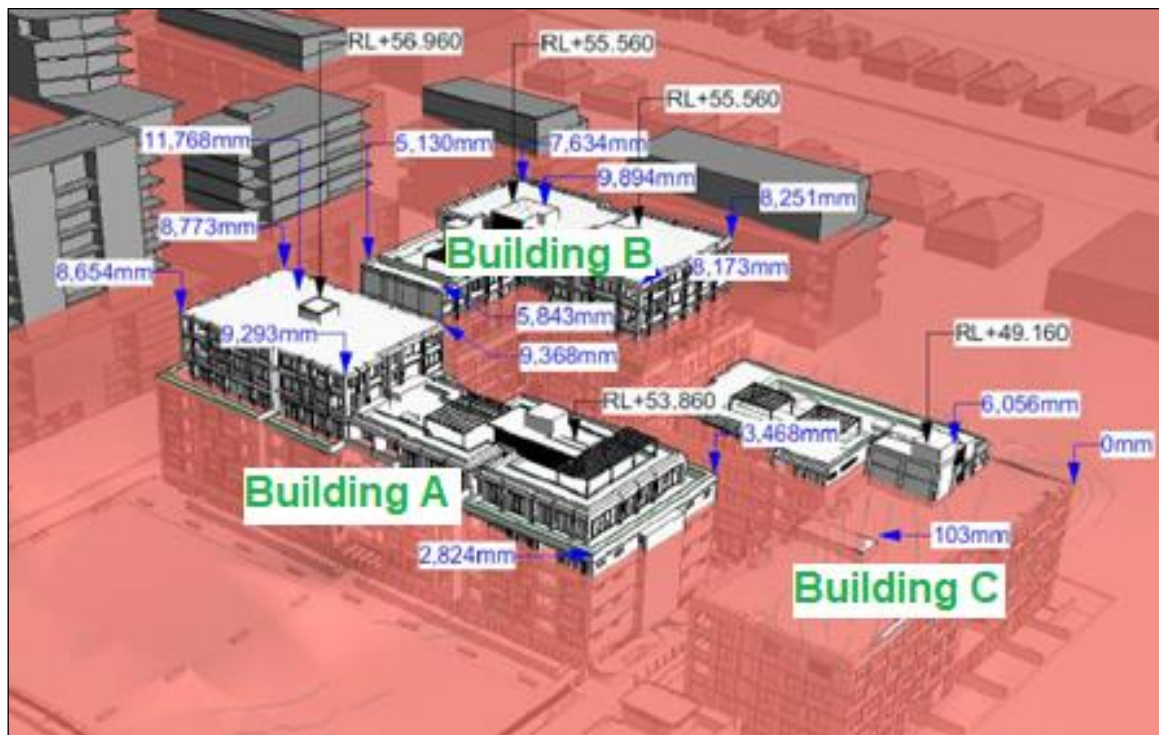 RL+56.960
RL+55.560
RL+55.560
11,768mm
5,130mm
7,634mm
9,894mm
8,251mm
8,773mm
Building B
8,654mm
8,173mm
5,843mm
9,293mm
9,368mm
RL+49.160
RL+53.860
6,056mm
3,468mm
0mm
Building A
103mm
2,824mm
Building C